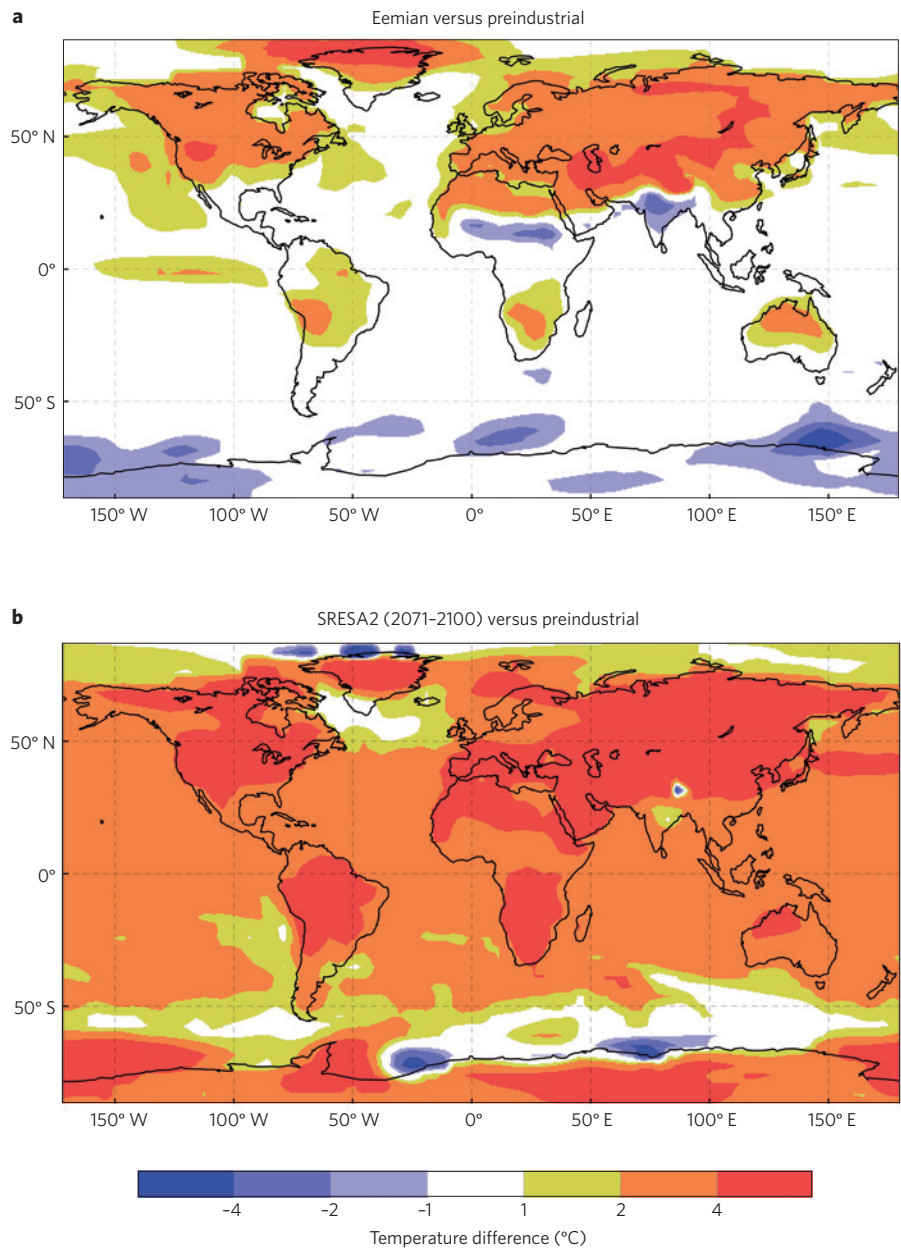 a
Eemian versus preindustrial
50° N
0°
50° S
150° W 100° W 50° W 0° 50° E 100° E 150° E
b
SRESA2 (2071–2100) versus preindustrial
50° N
0°
50° S
150° W 100° W 50° W 0° 50° E 100° E 150° E
–4 –2 –1 1 2 4
Temperature difference (°C)